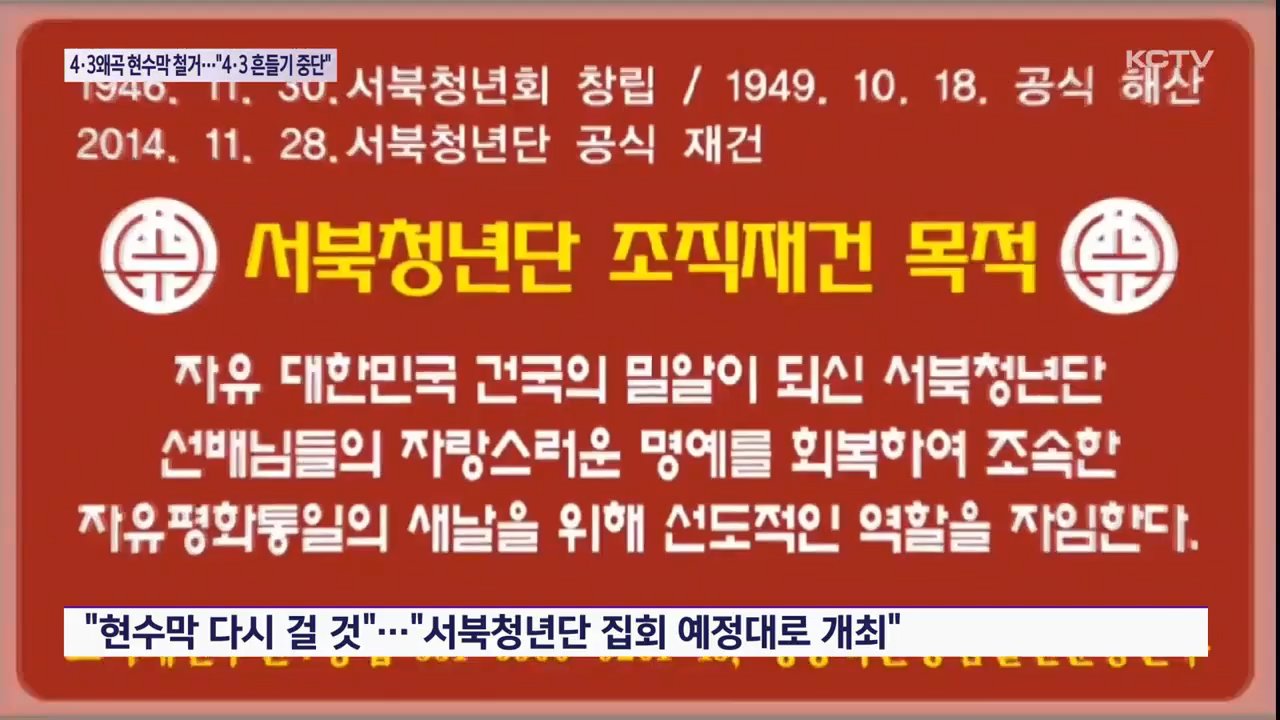 4·3왜곡 현수막 철거…"4·3 흔들기 중단"
KCTV
1946. 11. 30.서북청년회 창립 / 1949. 10. 18. 공식 해산
2014. 11. 28.서북청년단 공식 재건
서북청년단 조직재건 목적
자유 대한민국 건국의 밀알이 되신 서북청년단
선배님들의 자랑스러운 명예를 회복하여 조속한
자유평화통일의 새날을 위해 선도적인 역할을 자임한다.
"현수막 다시 걸 것"…"서북청년단 집회 예정대로 개최"